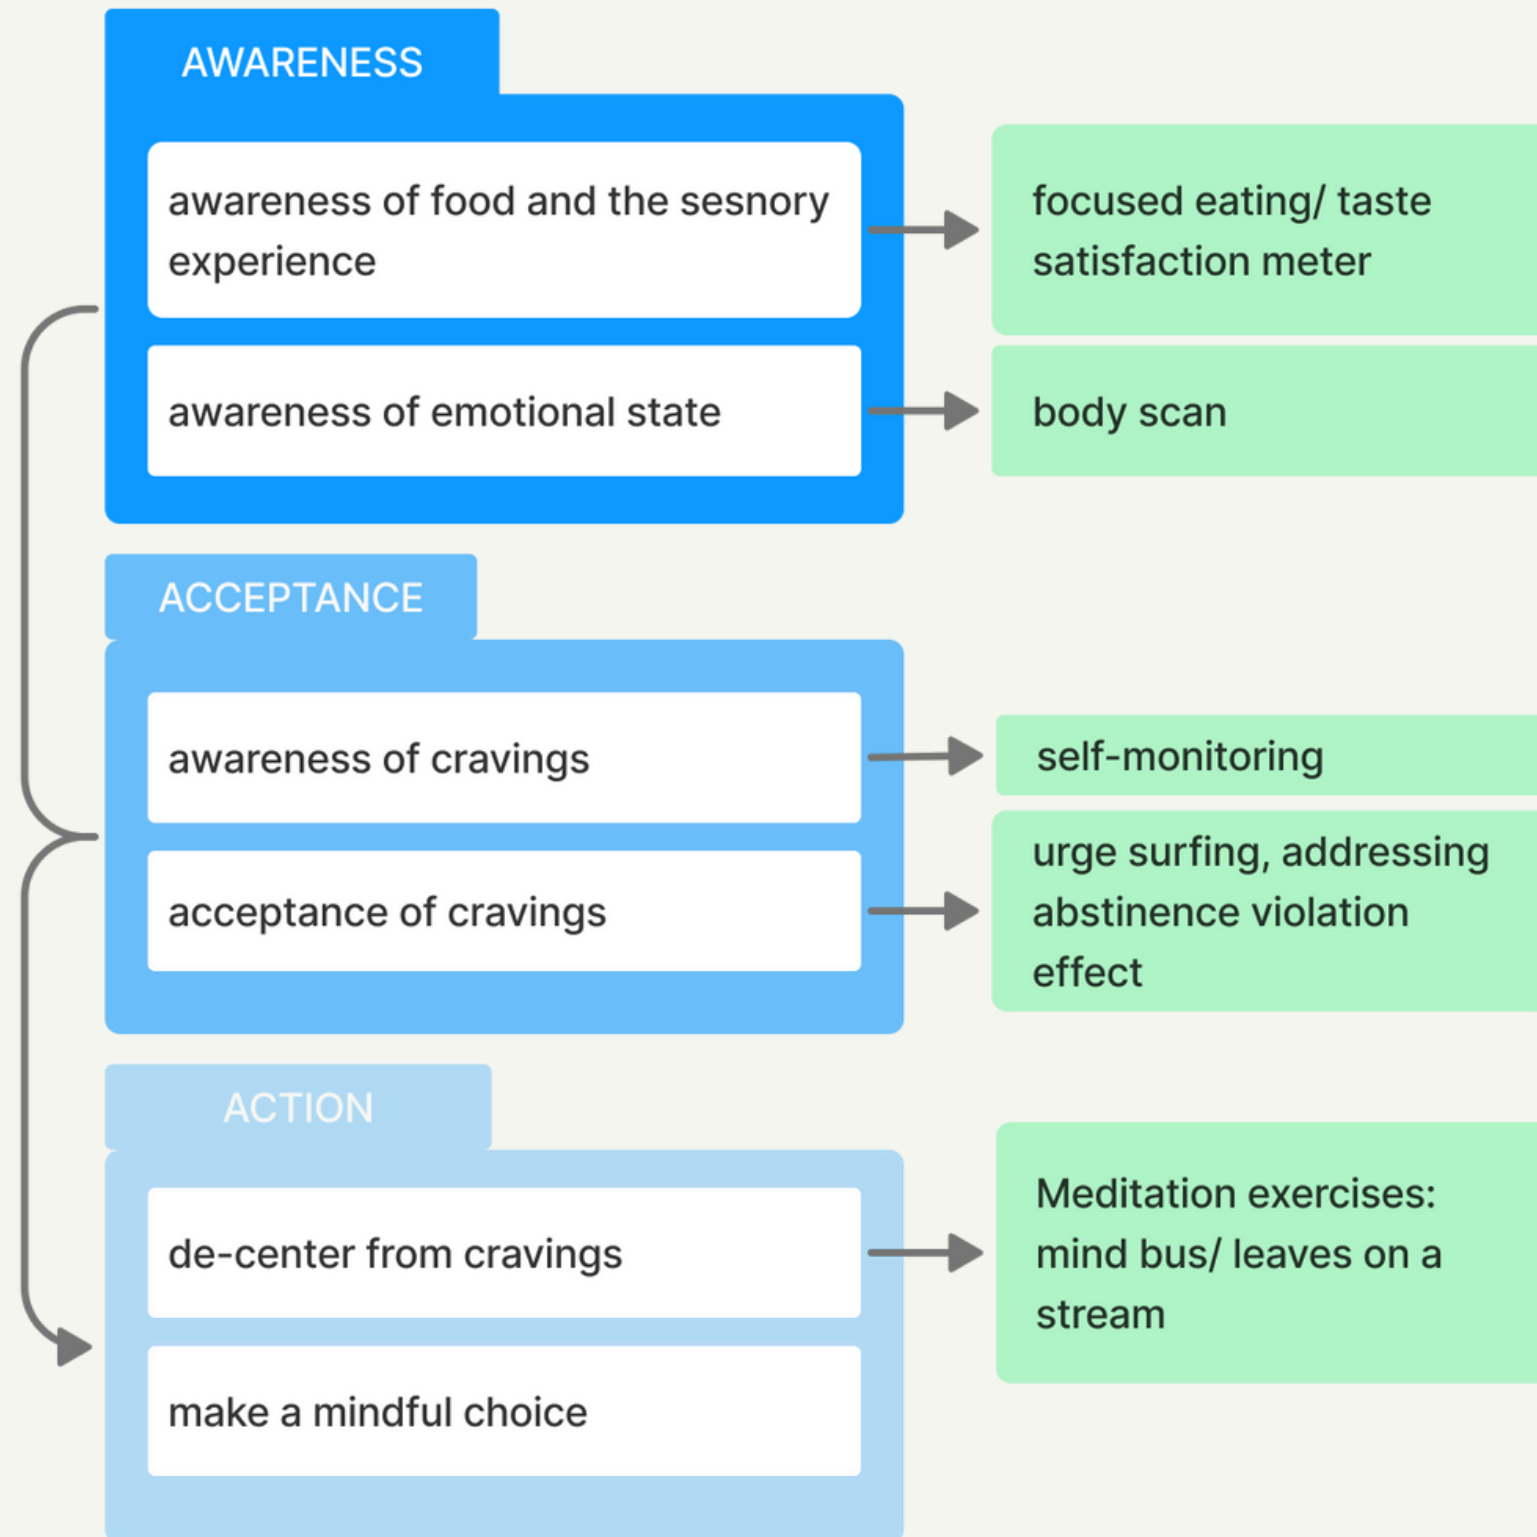 AWARENESS
awareness of food and the sesnory
experience
focused eating/ taste
satisfaction meter
awareness of emotional state
body scan
ACCEPTANCE
awareness of cravings
self-monitoring
acceptance of cravings
urge surfing, addressing
abstinence violation
effect
ACTION
de-center from cravings
Meditation exercises:
mind bus/ leaves on a
stream
make a mindful choice